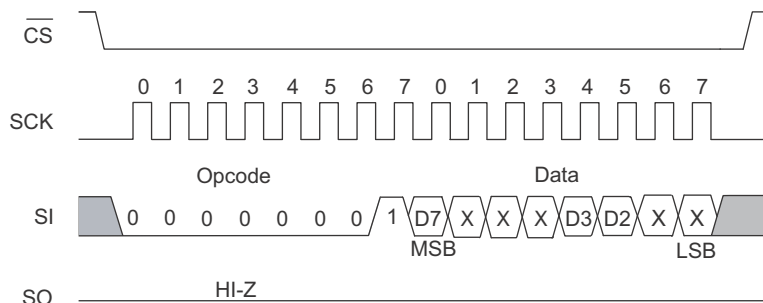 CS
0 1 2 3 4 5 6 7 0 1 2 3 4 5 6 7
SCK
Opcode Data
SI 0 0 0 0 0 0 0 1 D7 X X X D3 D2 X X
MSB LSB
HI-Z
SO